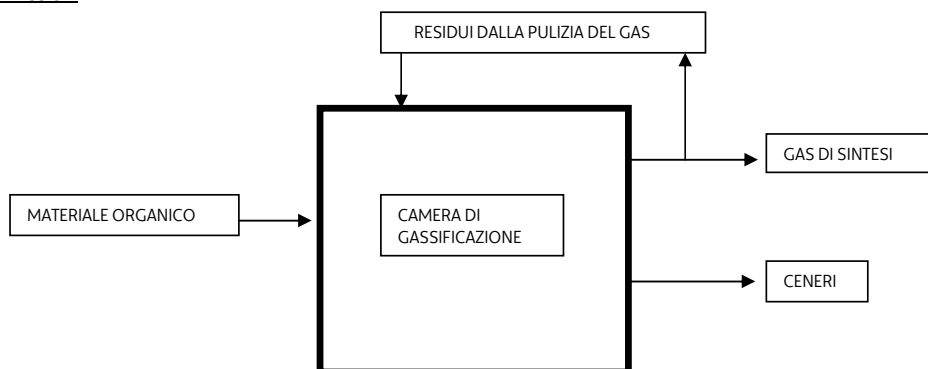 RESIDUI DALLA PULIZIA DEL GAS
GAS DI SINTESI
MATERIALE ORGANICO
CAMERA DI
GASSIFICAZIONE
CENERI